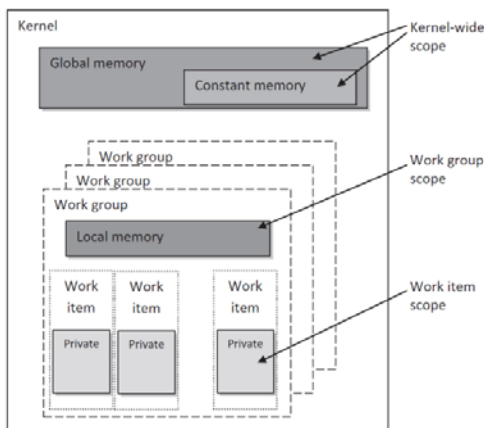 Kernel
Global memory
Constant memory
Kernel-wide
scope
Work group
Work group
Work group
Local memory
Work group
scope
Work
item
Work
item
Work
item
Private
Private
Private
Work item
scope